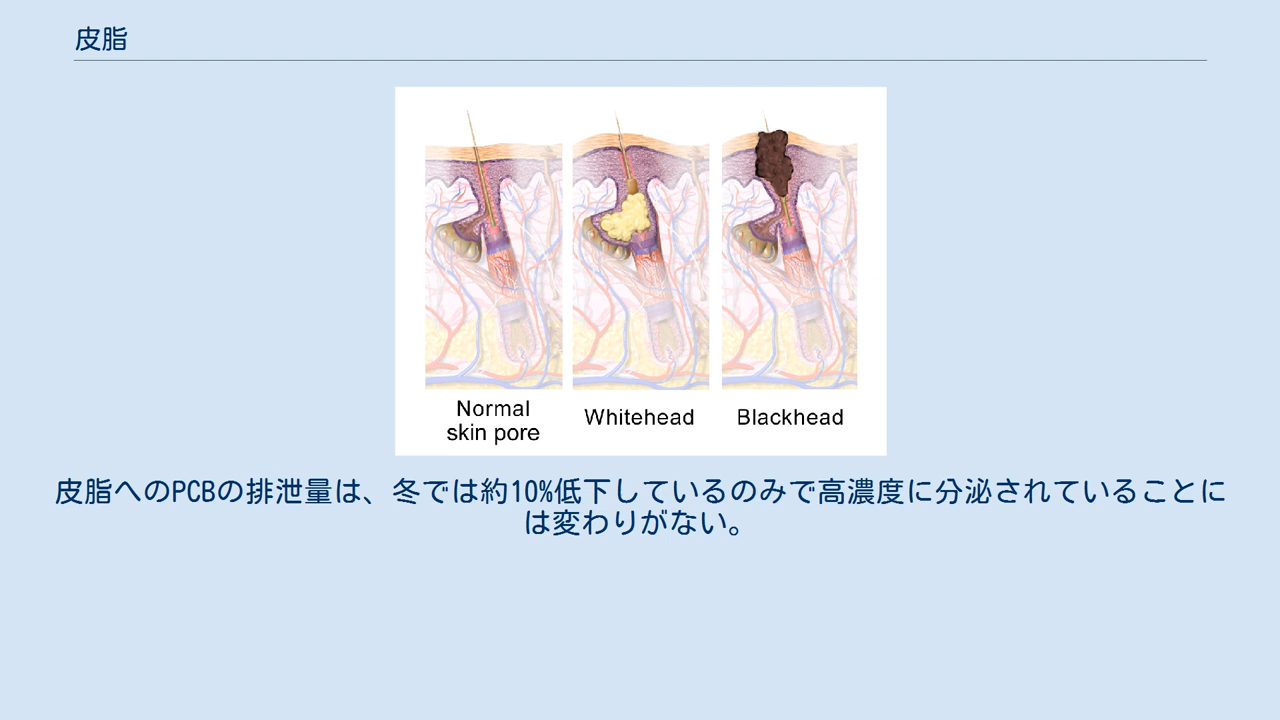 皮脂
Normal
skin pore
Whitehead
Blackhead
皮脂へのPCBの排泄量は、冬では約10%低下しているのみで高濃度に分泌されていることに
は変わりがない。